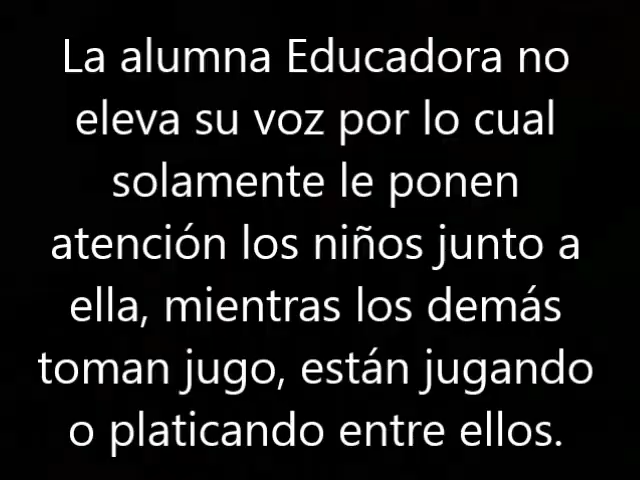 La alumna Educadora no
eleva su voz por lo cual
solamente le ponen
atención los niños junto a
ella, mientras los demás
toman jugo, están jugando
o platicando entre ellos.